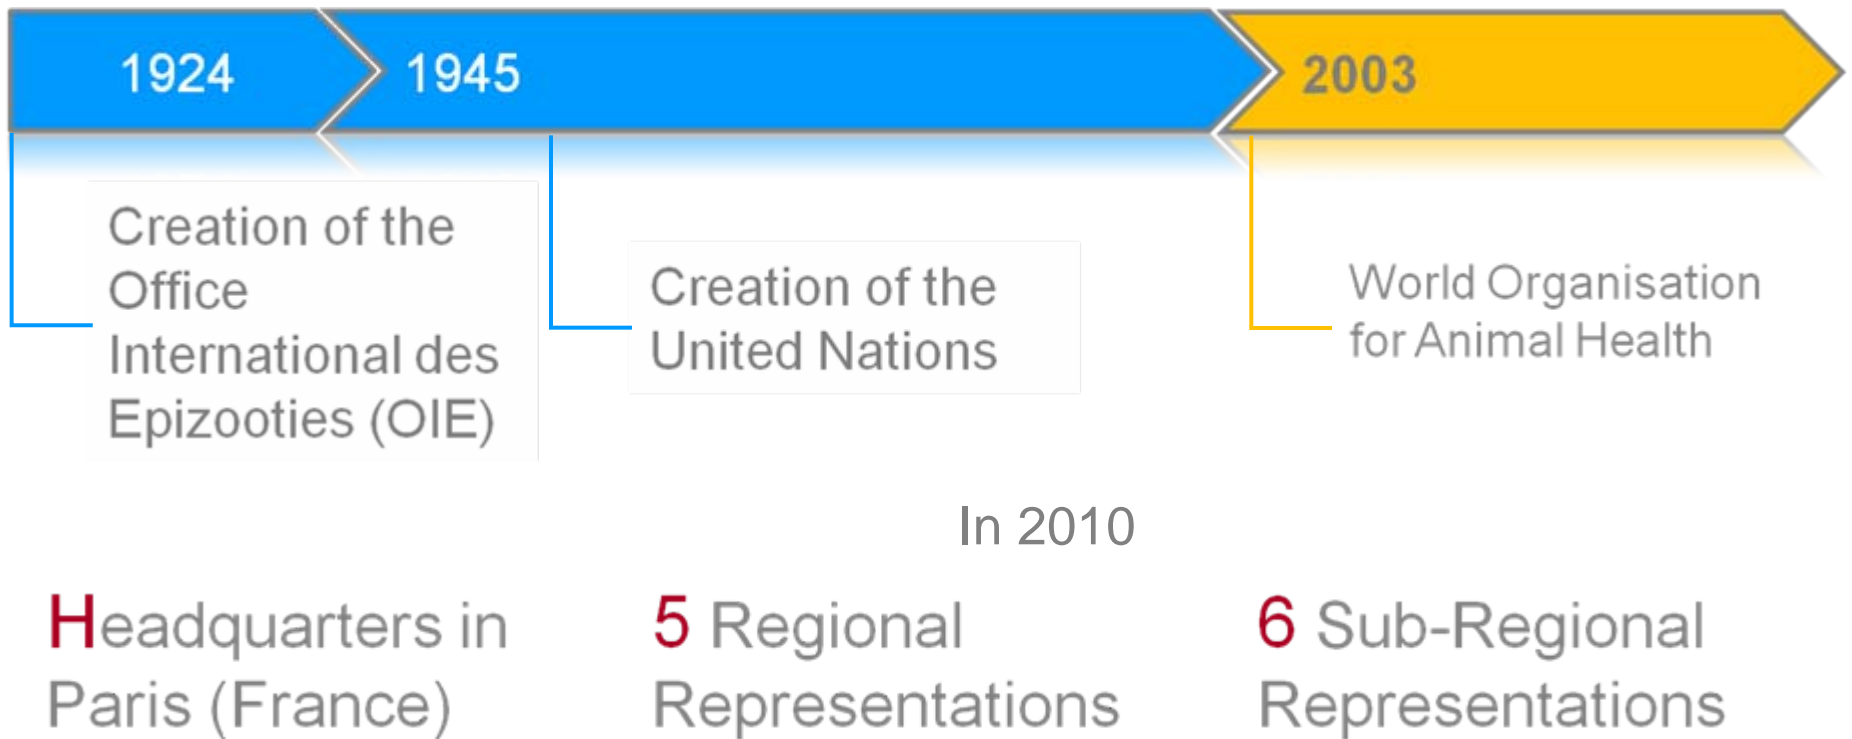 1924
1945
2003
Creation of the
Office
International des
Epizooties (OIE)
Creation of the
United Nations
World Organisation
for Animal Health
In 2010
Headquarters in
Paris (France)
5 Regional
Representations
6 Sub-Regional
Representations